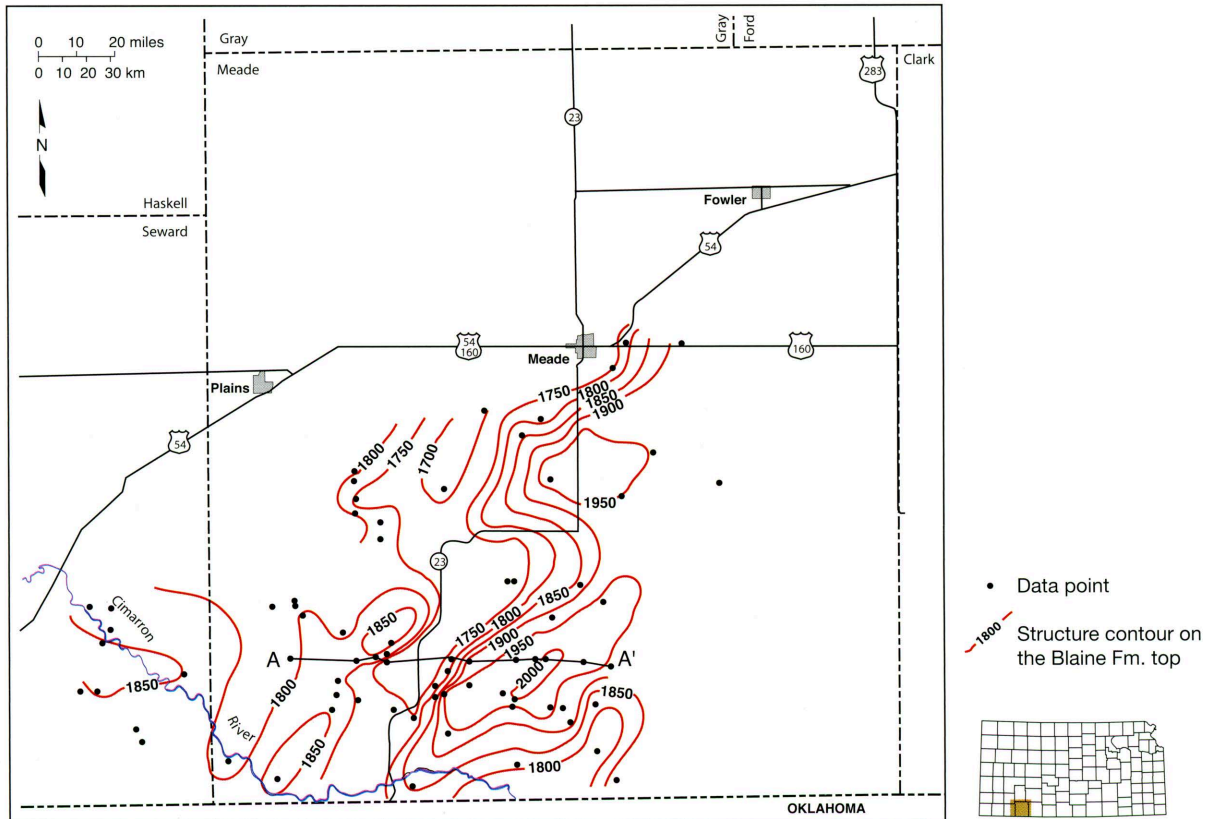 0 10 20 miles
0 10 20 30 km
N
Gray
Meade
Gray
Ford
Clark
283
23
Haskell
Seward
Fowler
54
54
160
Meade
160
Plains
54
1750
1800
1850
1900
1800
1750
1700
1950
23
Cimarron
River
1850
1850
1750
1800
1850
1900
1950
2000
A
A'
1800
1850
1850
1800
OKLAHOMA
Data point
1800
Structure contour on
the Blaine Fm. top